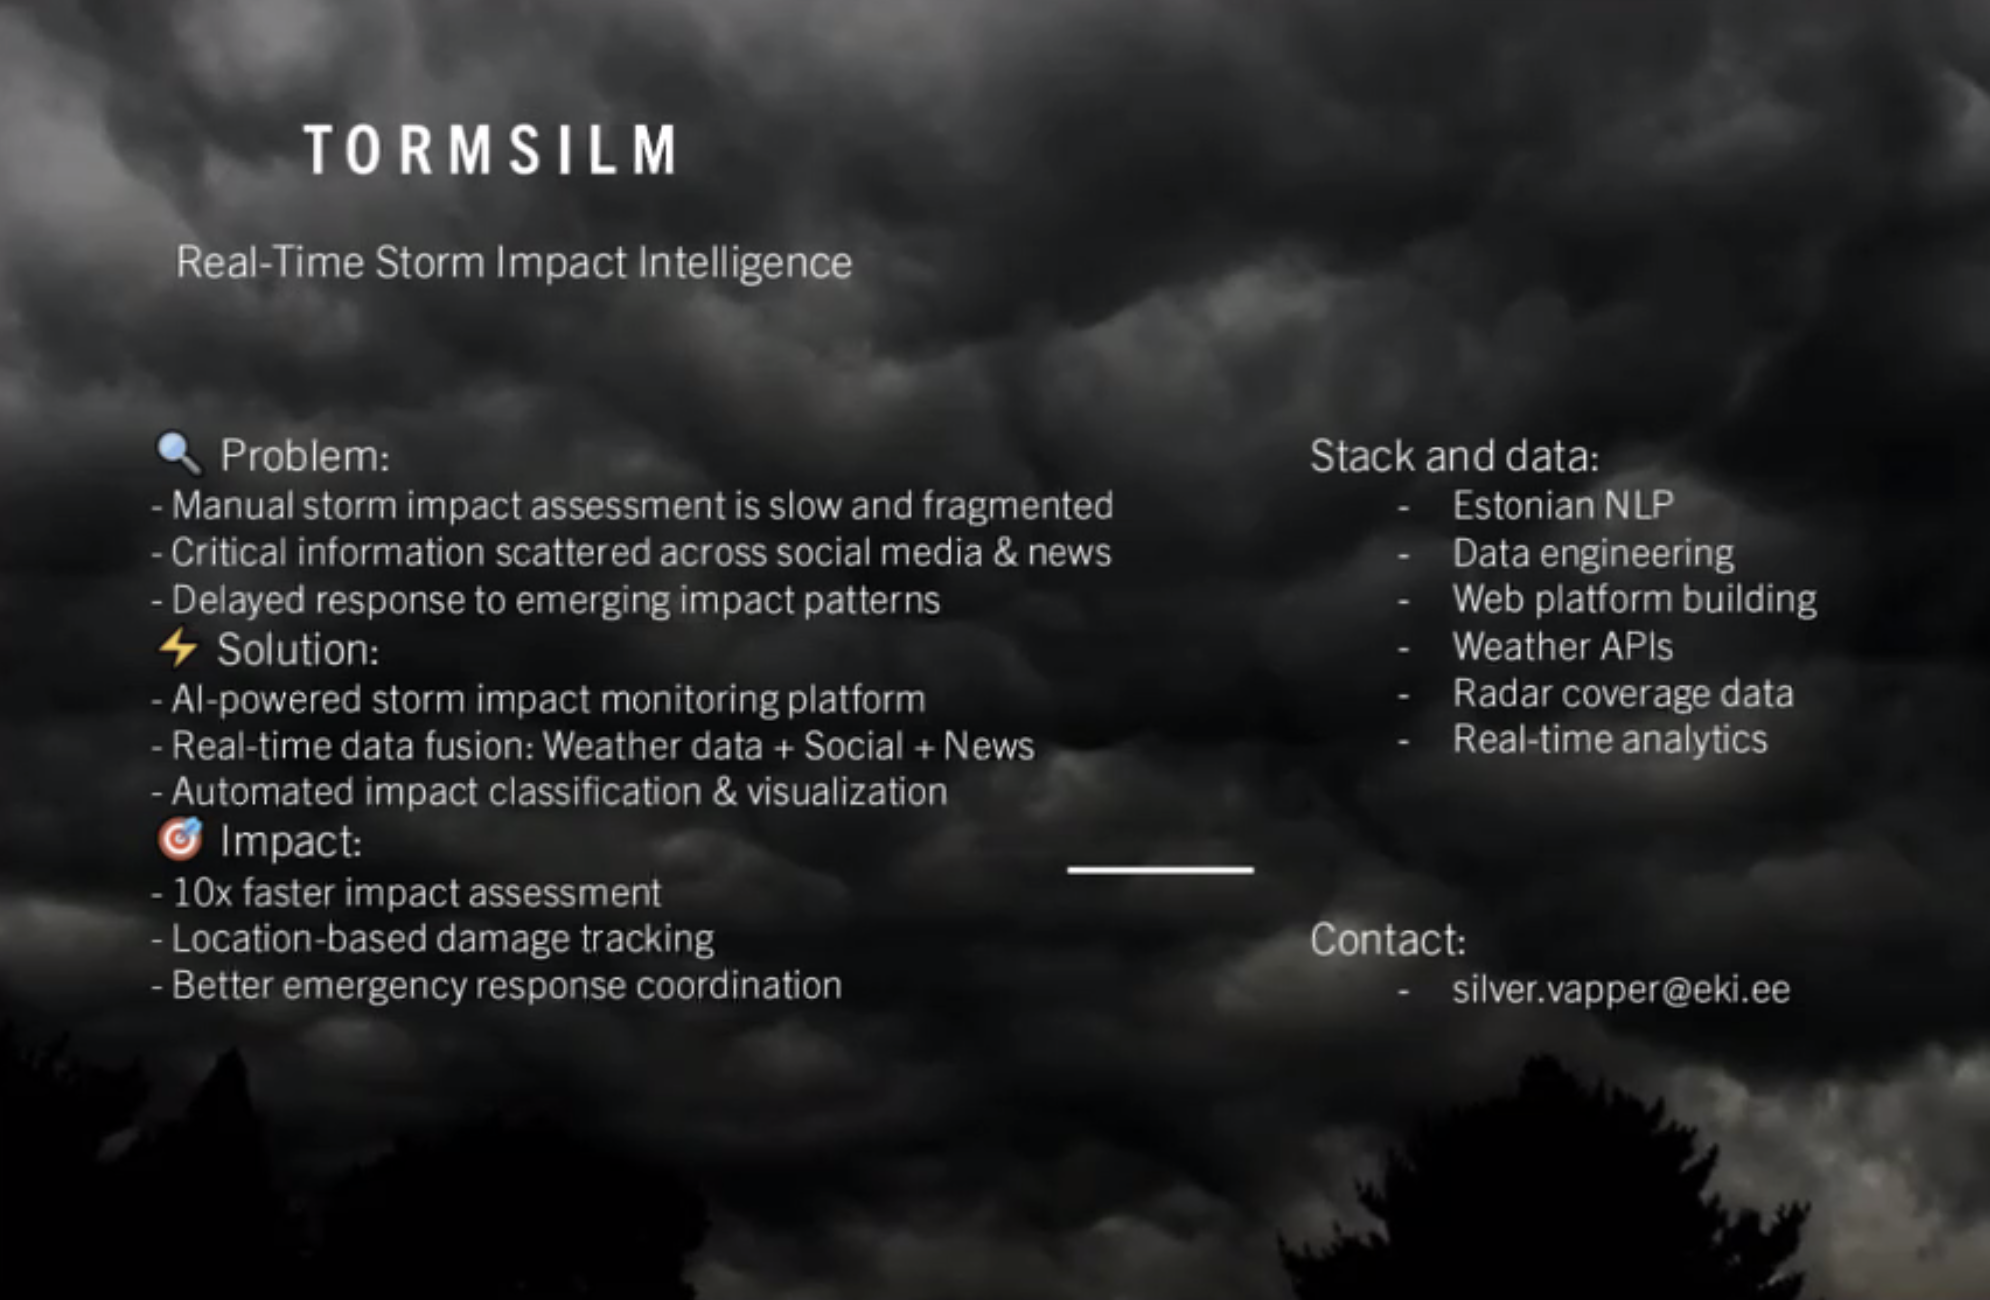 TORMSILM
Real-Time Storm Impact Intelligence
🔍 Problem:
- Manual storm impact assessment is slow and fragmented
- Critical information scattered across social media & news
- Delayed response to emerging impact patterns
⚡ Solution:
- AI-powered storm impact monitoring platform
- Real-time data fusion: Weather data + Social + News
- Automated impact classification & visualization
🎯 Impact:
- 10x faster impact assessment
- Location-based damage tracking
- Better emergency response coordination
Stack and data:
- Estonian NLP
- Data engineering
- Web platform building
- Weather APIs
- Radar coverage data
- Real-time analytics
Contact:
- silver.vapper@eki.ee